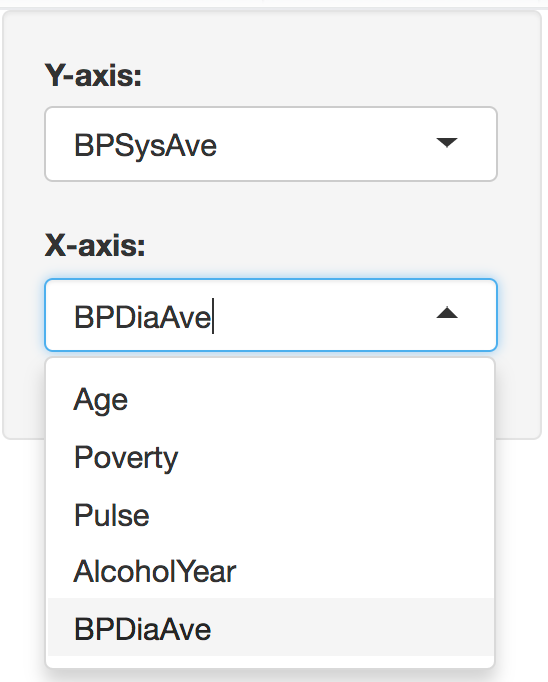 Y-axis:
BPSysAve
X-axis:
BPDiaAve
Age
Poverty
Pulse
AlcoholYear
BPDiaAve